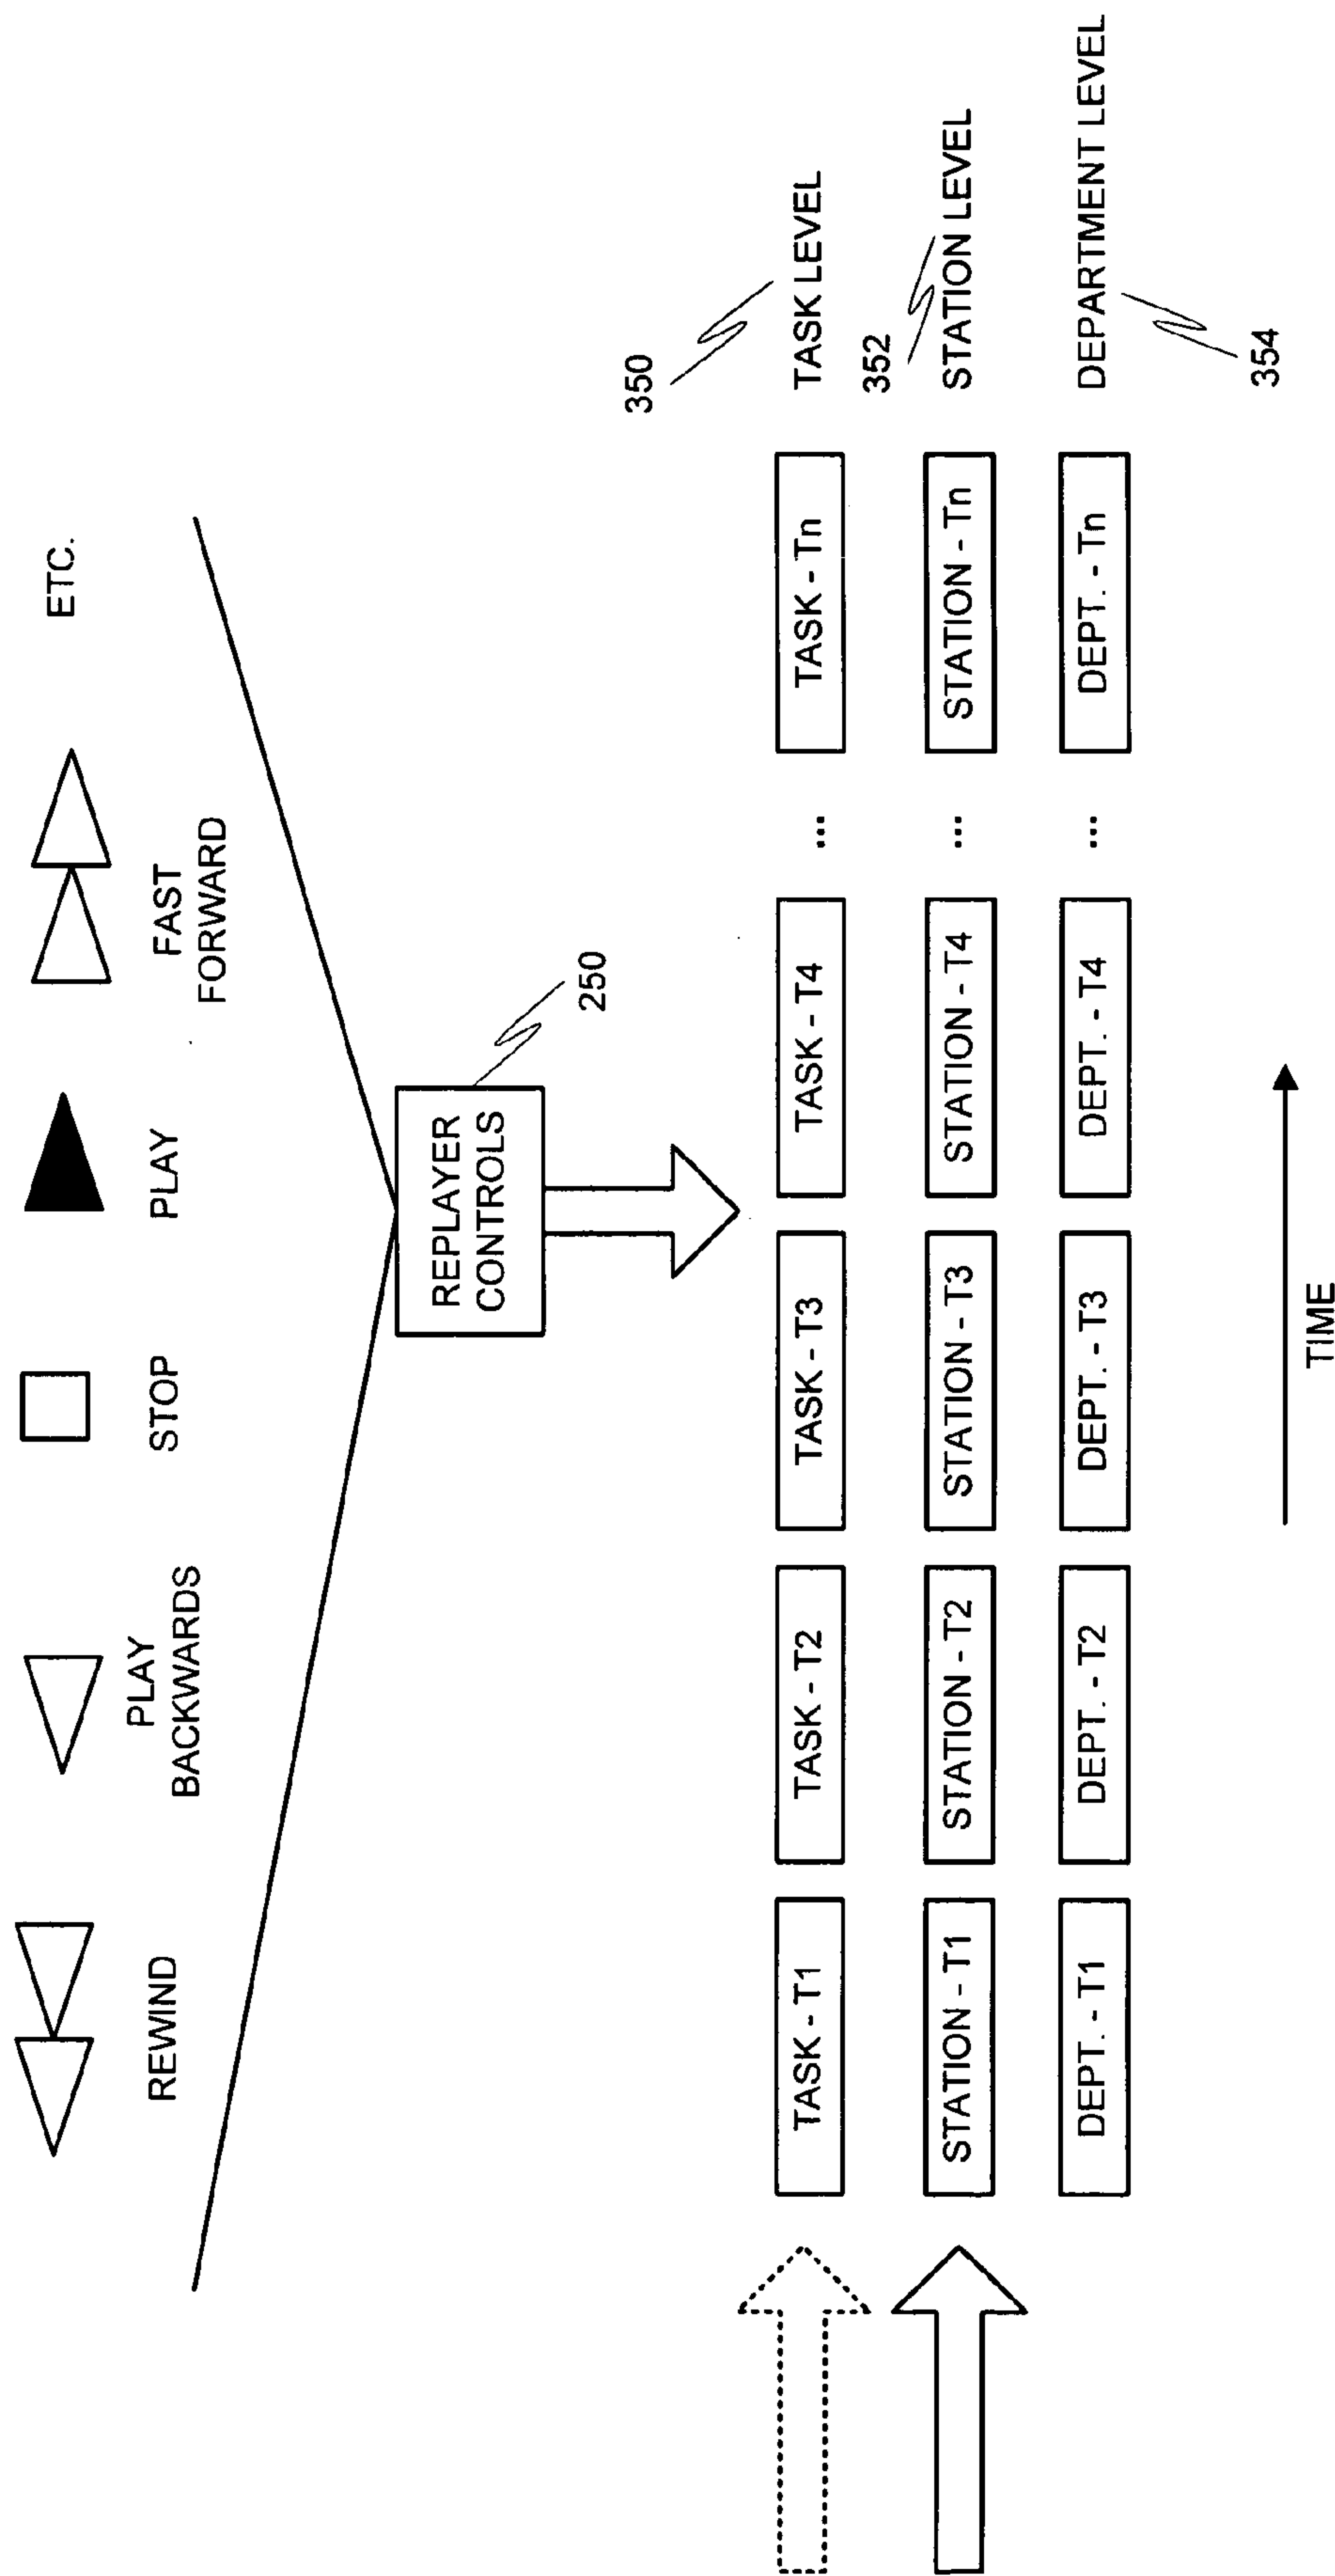 REWIND
PLAY
BACKWARDS
STOP
PLAY
FAST
FORWARD
ETC.
REPLAYER
CONTROLS
250
350
TASK - T1
TASK - T2
TASK - T3
TASK - T4
...
TASK - Tn
TASK LEVEL
352
STATION - T1
STATION - T2
STATION - T3
STATION - T4
...
STATION - Tn
STATION LEVEL
DEPT. - T1
DEPT. - T2
DEPT. - T3
DEPT. - T4
...
DEPT. - Tn
DEPARTMENT LEVEL
354
TIME